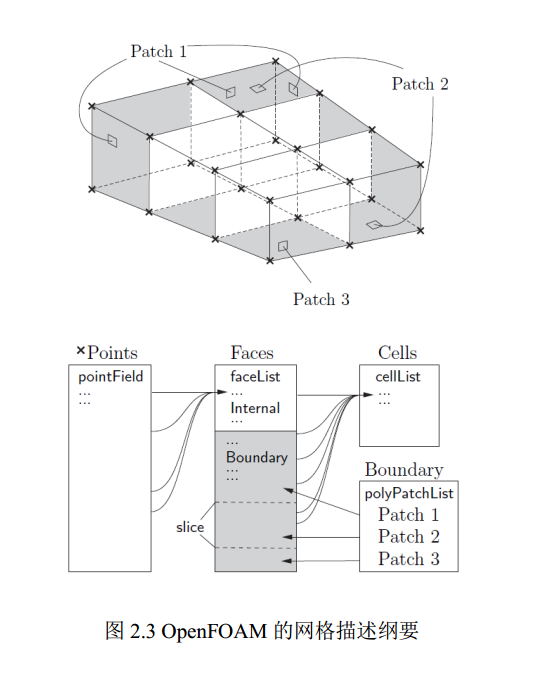 Patch 1
Patch 2
Patch 3
×Points
Faces
Cells
pointField
...
...
faceList
...
Internal
...
Boundary
...
...
cellList
...
...
slice
Boundary
polyPatchList
Patch 1
Patch 2
Patch 3
图 2.3 OpenFOAM 的网格描述纲要